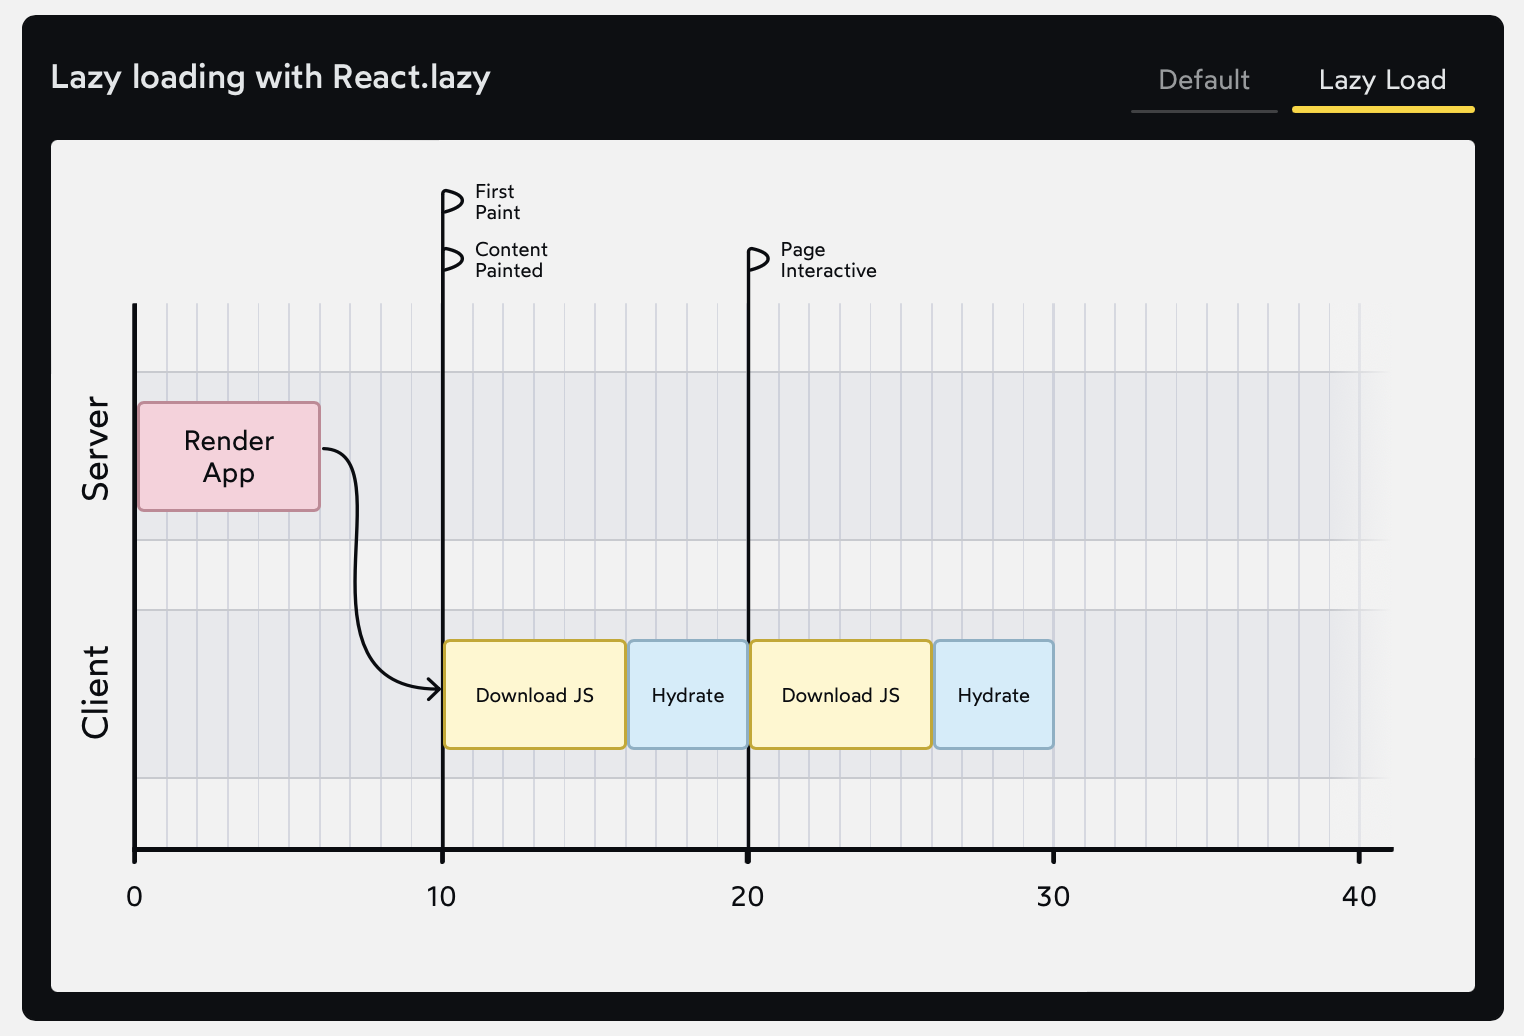 Lazy loading with React.lazy
Default
Lazy Load
First
Paint
Content
Painted
Page
Interactive
Server
Render
App
Client
Download JS
Hydrate
Download JS
Hydrate
0
10
20
30
40